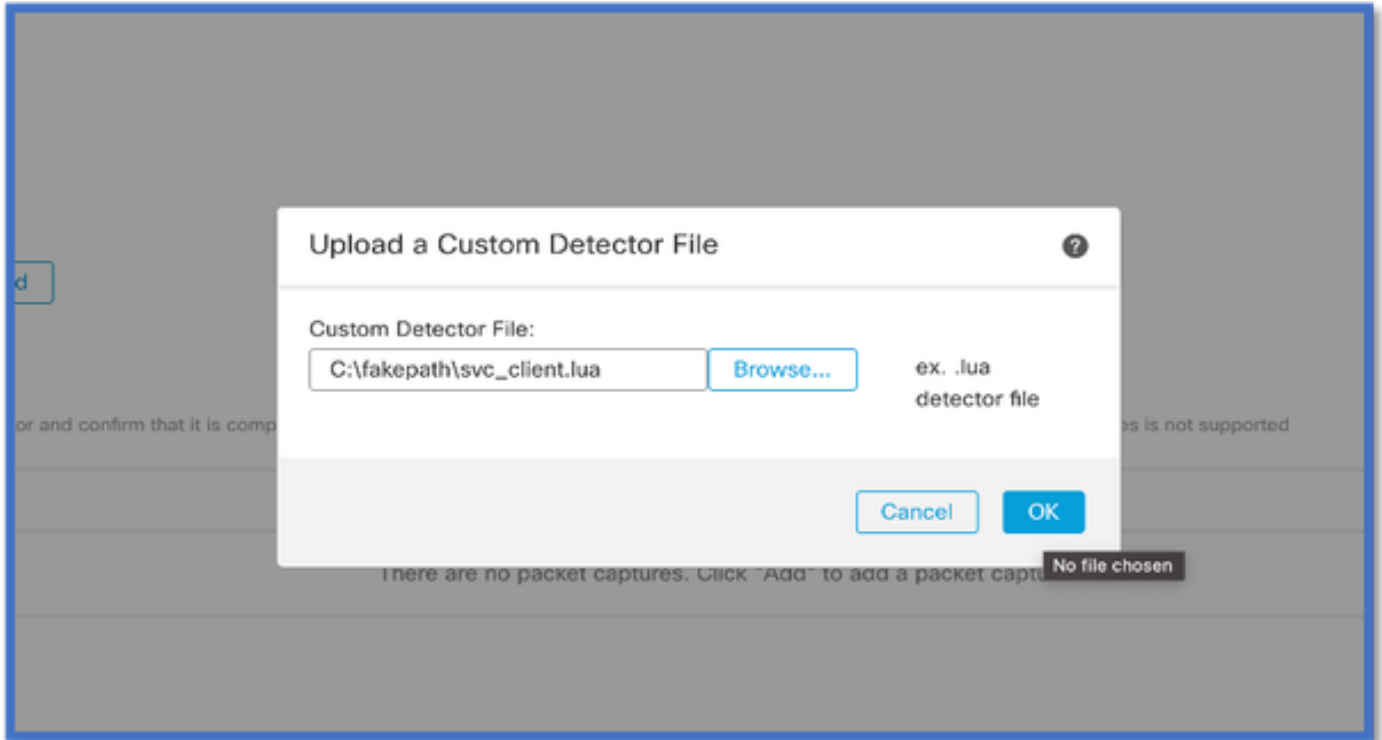 Upload a Custom Detector File
?
d
Custom Detector File:
C:\fakepath\svc_client.lua
Browse...
ex. .lua
detector file
or and confirm that it is comp
os is not supported
Cancel
OK
There are no packet captures. Click "Add" to add a packet captu
No file chosen